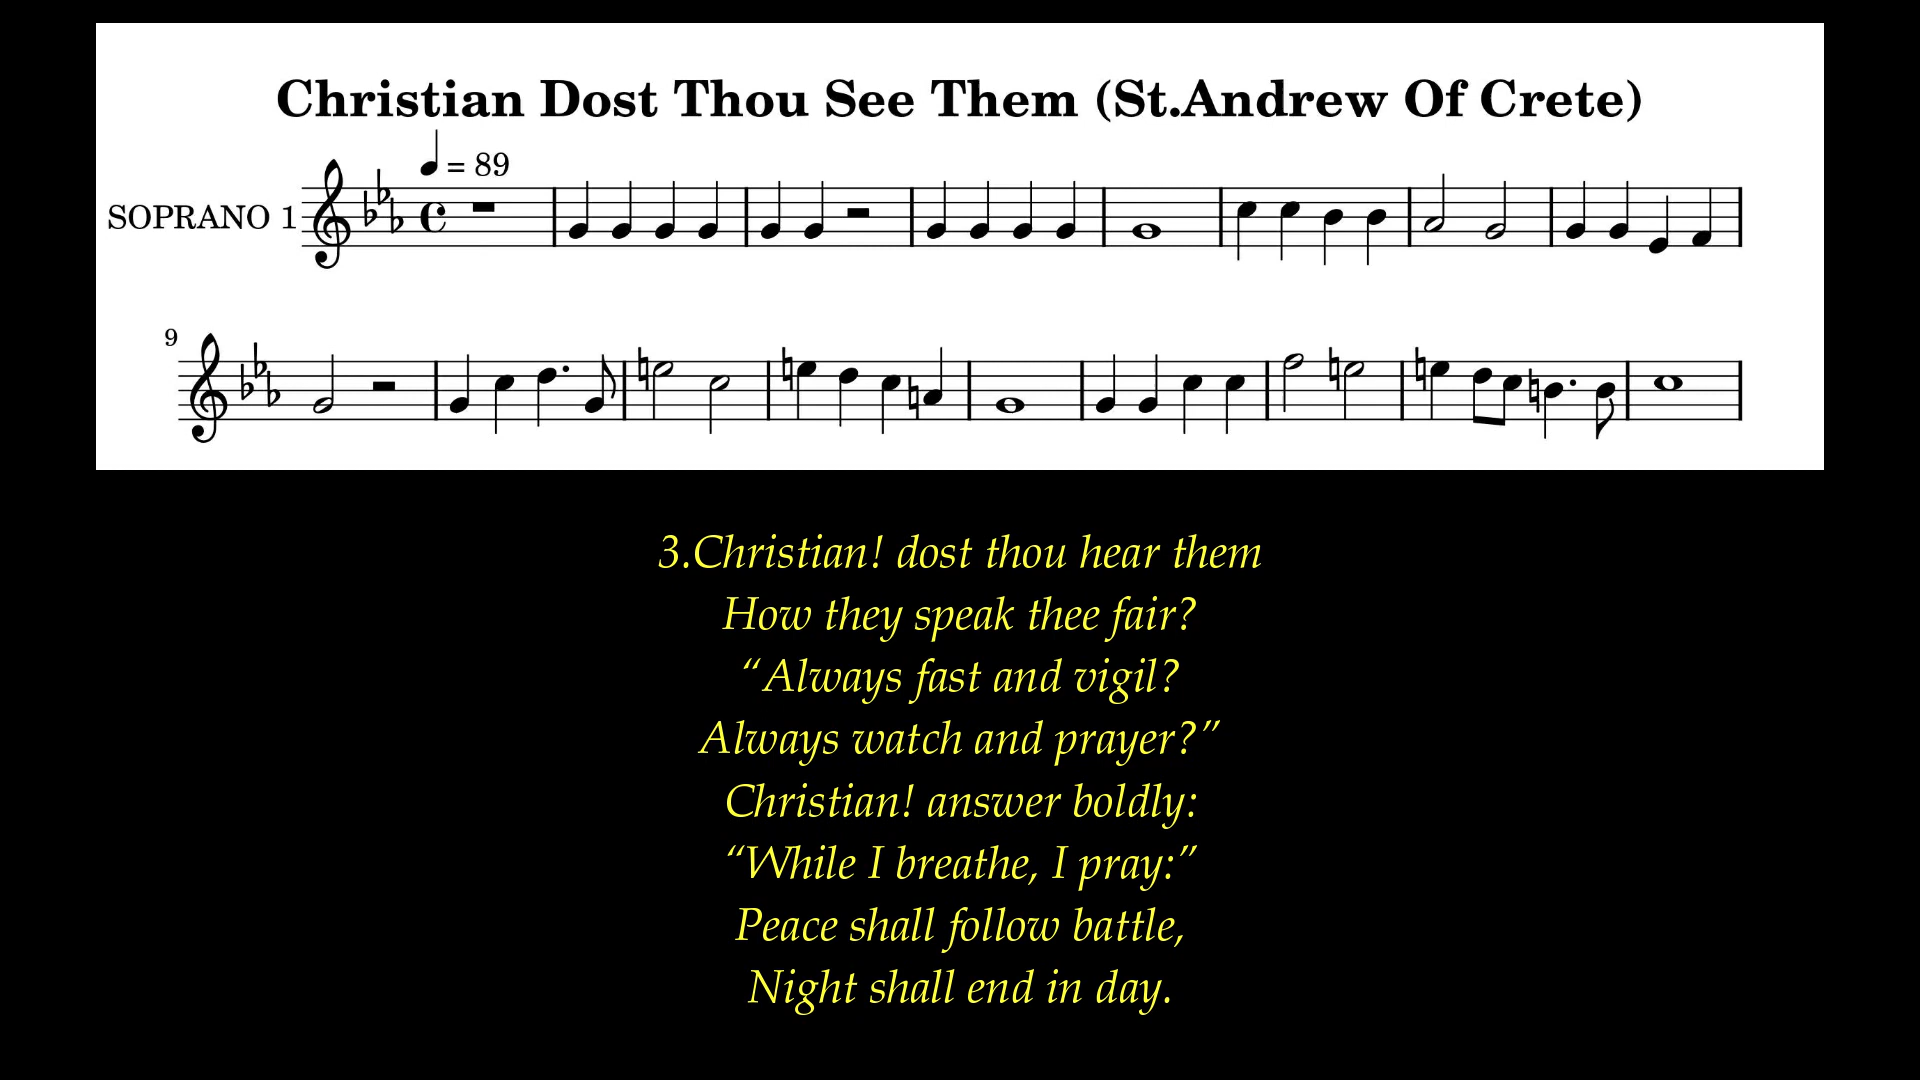 Christian Dost Thou See Them (St.Andrew Of Crete)
= 89
SOPRANO 1
9
3.Christian! dost thou hear them
How they speak thee fair?
“Always fast and vigil?
Always watch and prayer?”
Christian! answer boldly:
“While I breathe, I pray:”
Peace shall follow battle,
Night shall end in day.